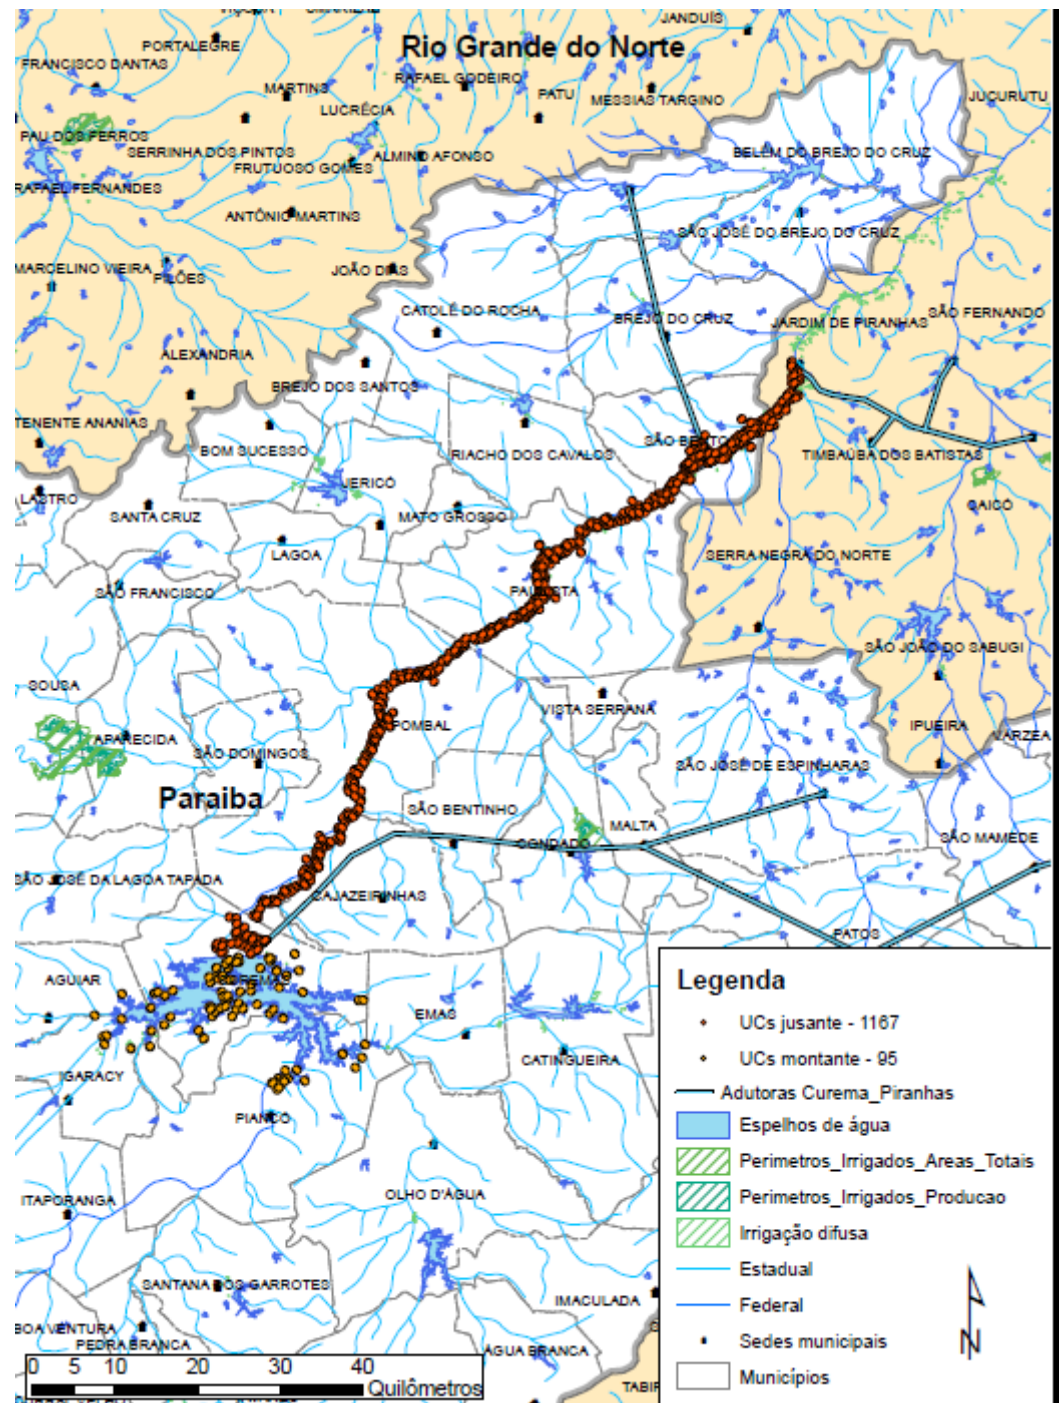 JANDUÍS
PORTALEGRE
Rio Grande do Norte
FRANCISCO DANTAS
RAFAEL GODEIRO
MARTINS
PATU
MESSIAS TARGINO
JUCURUTU
LUCRÉCIA
PAU DOS FERROS
SERRINHA DOS PINTOS
ALMINO AFONSO
BELÉM DO BREJO DO CRUZ
FRUTUOSO GOMES
RAFAEL FERNANDES
ANTÔNIO MARTINS
SÃO JOSÉ DO BREJO DO CRUZ
MARCELINO VIEIRA
PILÕES
JOÃO DIAS
CATOLÉ DO ROCHA
BREJO DO CRUZ
JARDIM DE PIRANHAS
SÃO FERNANDO
ALEXANDRIA
BREJO DOS SANTOS
TENENTE ANANIAS
BOM SUCESSO
RIACHO DOS CAVALOS
SÃO BENTO
TIMBAÚBA DOS BATISTAS
JERICÓ
LASTRO
SANTA CRUZ
MATO GROSSO
CAICÓ
LAGOA
SERRA NEGRA DO NORTE
SÃO FRANCISCO
PAULISTA
SÃO JOÃO DO SABUGI
SOUSA
VISTA SERRANA
POMBAL
IPUEIRA
APARECIDA
VARZEA
SÃO DOMINGOS
SÃO JOSÉ DE ESPINHARAS
Paraiba
SÃO BENTINHO
MALTA
CONDADO
SÃO MAMEDE
SÃO JOSÉ DA LAGOA TAPADA
CAJAZEIRINHAS
PATOS
AGUIAR
COREMAS
EMAS
CATINGUEIRA
IGARACY
PIANCÓ
OLHO D'ÁGUA
ITAPORANGA
SANTANA DOS GARROTES
IMACULADA
BOA VENTURA
PEDRA BRANCA
ÁGUA BRANCA
Legenda
UCs jusante - 1167
UCs montante - 95
Adutoras Curema_Piranhas
Espelhos de água
Perimetros_Irrigados_Areas_Totais
Perimetros_Irrigados_Producao
Irrigação difusa
Estadual
Federal
Sedes municipais
Municípios
N
0 5 10 20 30 40
Quilômetros